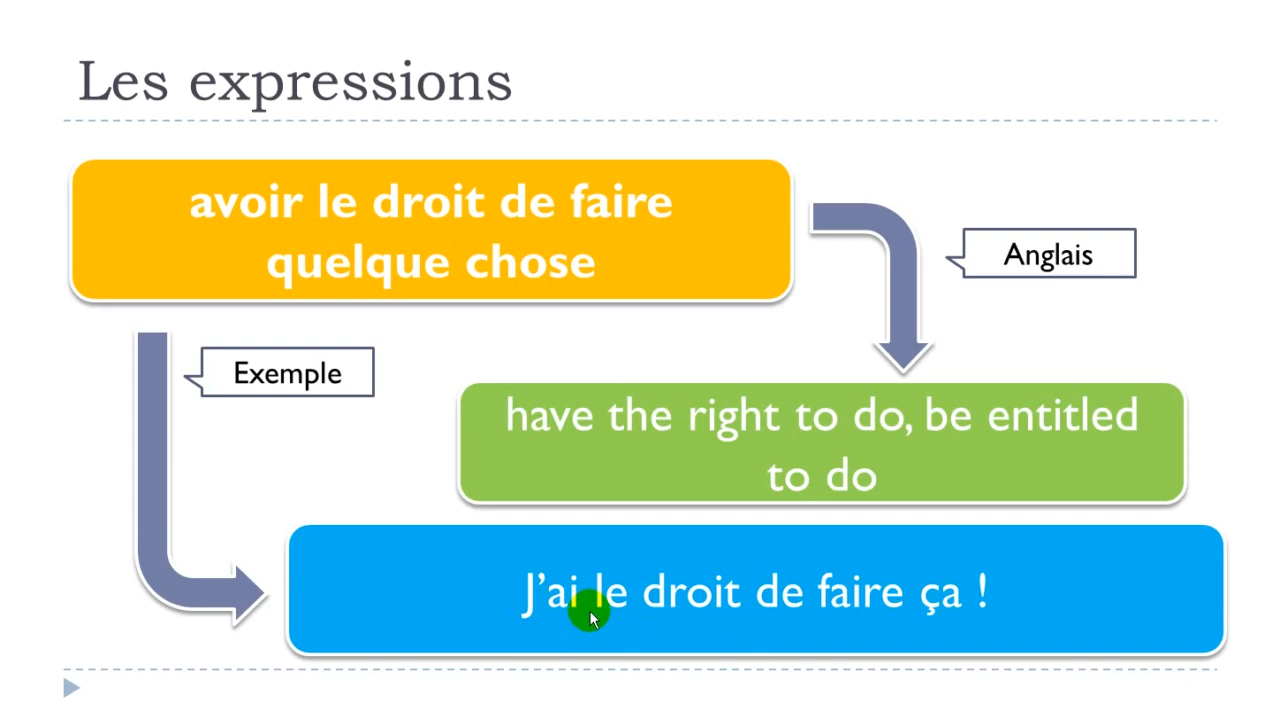 Les expressions
avoir le droit de faire
quelque chose
Anglais
Exemple
have the right to do, be entitled
to do
J'ai le droit de faire ça !